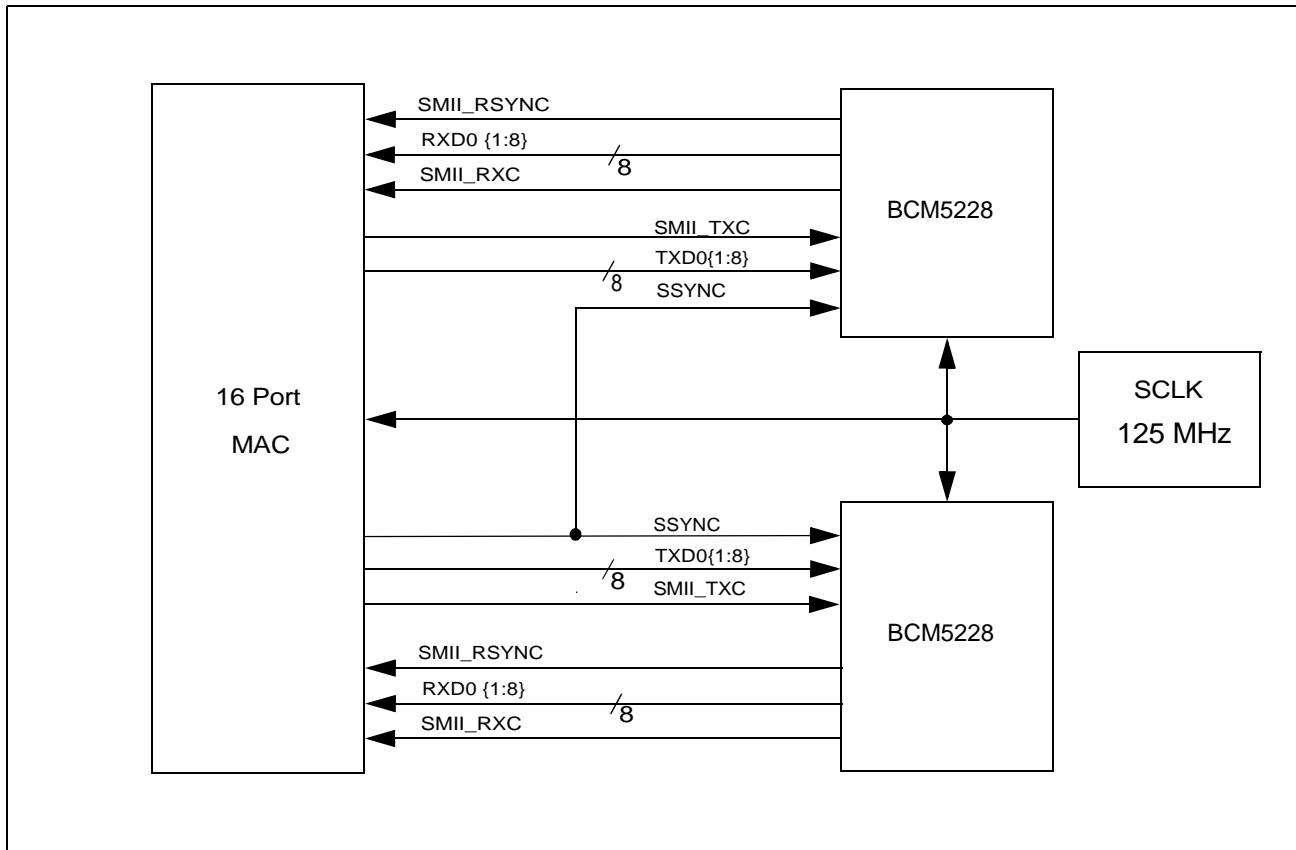 SMII_RSYNC
RXD0 {1:8}
8
SMII_RXC
BCM5228
SMII_TXC
TXD0{1:8}
8
SSYNC
16 Port
MAC
SCLK
125 MHz
SSYNC
TXD0{1:8}
8
SMII_TXC
BCM5228
SMII_RSYNC
RXD0 {1:8}
8
SMII_RXC